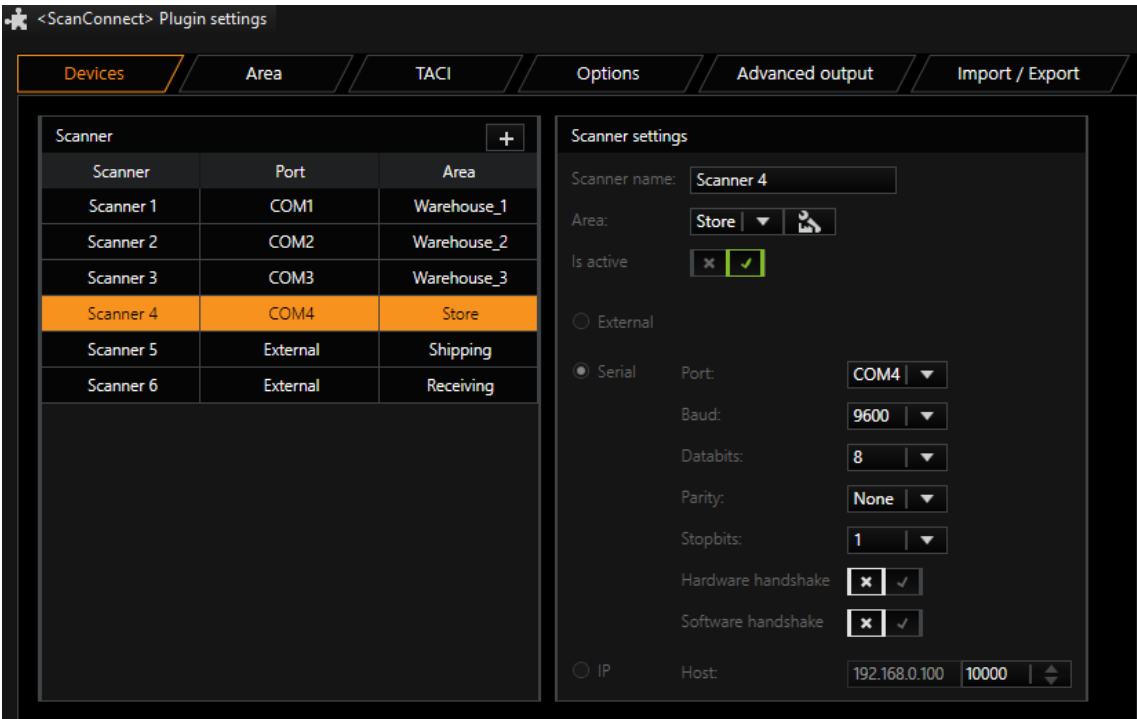 <ScanConnect> Plugin settings
Devices Area TACI Options Advanced output Import / Export
Scanner +
Scanner Port Area
Scanner 1 COM1 Warehouse_1
Scanner 2 COM2 Warehouse_2
Scanner 3 COM3 Warehouse_3
Scanner 4 COM4 Store
Scanner 5 External Shipping
Scanner 6 External Receiving
Scanner settings
Scanner name: Scanner 4
Area: Store
Is active
External
Serial Port: COM4
Baud: 9600
Databits: 8
Parity: None
Stopbits: 1
Hardware handshake
Software handshake
IP Host: 192.168.0.100 10000